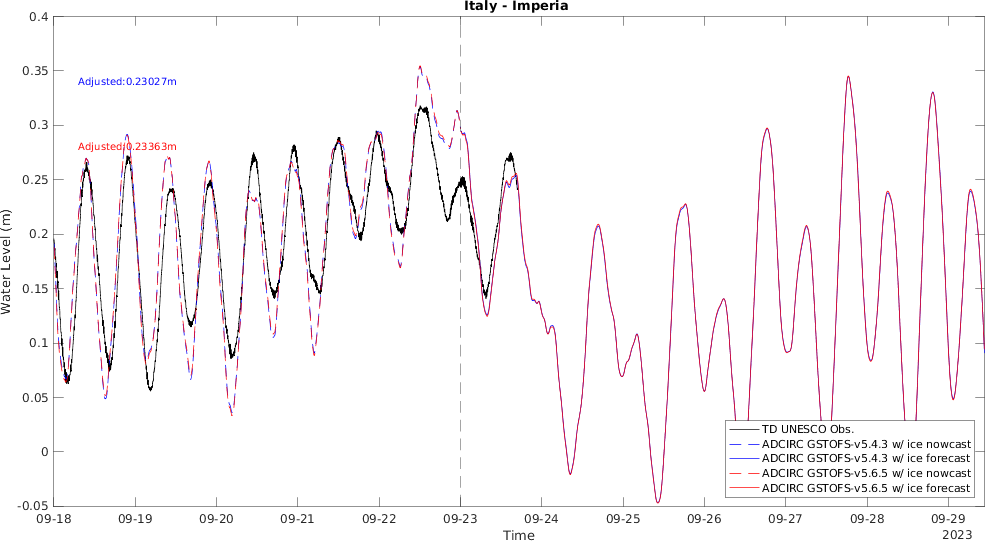 Italy - Imperia
0.4
0.35
0.3
0.25
0.2
0.15
0.1
0.05
0
-0.05
Water Level (m)
Adjusted:0.23027m
Adjusted:0.23363m
TD UNESCO Obs.
ADCIRC GSTOFS-v5.4.3 w/ ice nowcast
ADCIRC GSTOFS-v5.4.3 w/ ice forecast
ADCIRC GSTOFS-v5.6.5 w/ ice nowcast
ADCIRC GSTOFS-v5.6.5 w/ ice forecast
09-18 09-19 09-20 09-21 09-22 09-23 09-24 09-25 09-26 09-27 09-28 09-29
Time
2023